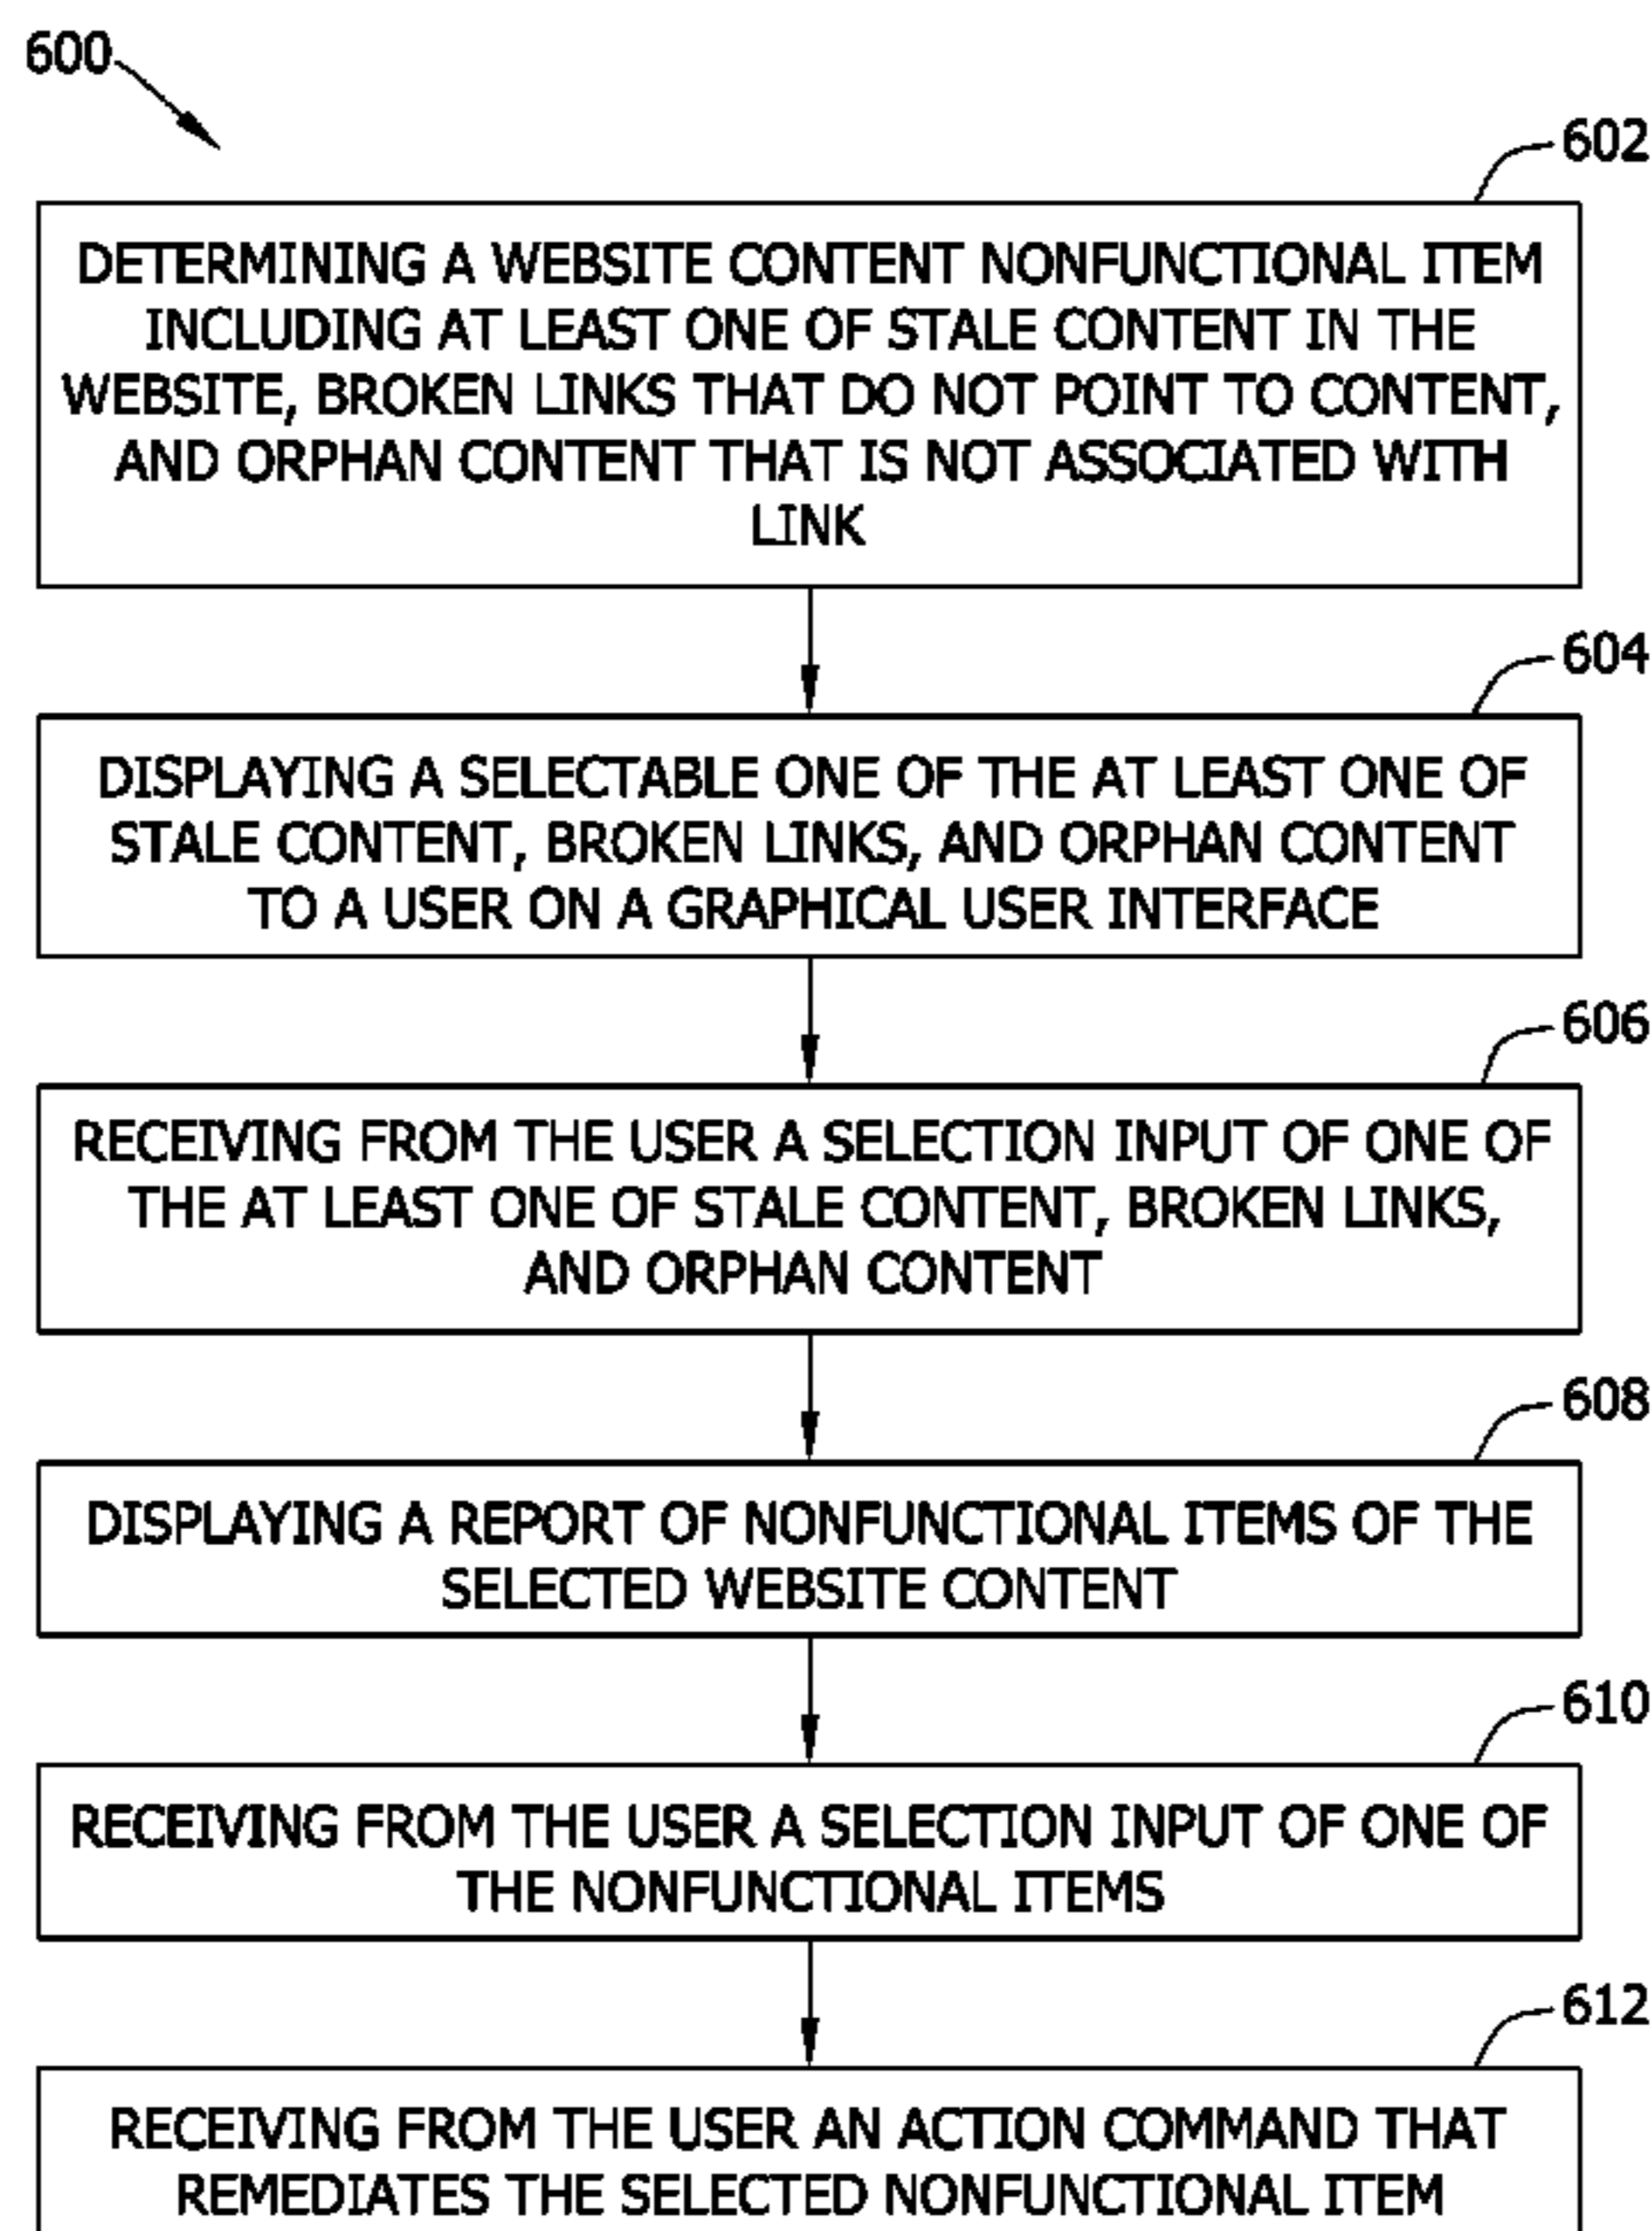 600
602
DETERMINING A WEBSITE CONTENT NONFUNCTIONAL ITEM
INCLUDING AT LEAST ONE OF STALE CONTENT IN THE
WEBSITE, BROKEN LINKS THAT DO NOT POINT TO CONTENT,
AND ORPHAN CONTENT THAT IS NOT ASSOCIATED WITH
LINK
604
DISPLAYING A SELECTABLE ONE OF THE AT LEAST ONE OF
STALE CONTENT, BROKEN LINKS, AND ORPHAN CONTENT
TO A USER ON A GRAPHICAL USER INTERFACE
606
RECEIVING FROM THE USER A SELECTION INPUT OF ONE OF
THE AT LEAST ONE OF STALE CONTENT, BROKEN LINKS,
AND ORPHAN CONTENT
608
DISPLAYING A REPORT OF NONFUNCTIONAL ITEMS OF THE
SELECTED WEBSITE CONTENT
610
RECEIVING FROM THE USER A SELECTION INPUT OF ONE OF
THE NONFUNCTIONAL ITEMS
612
RECEIVING FROM THE USER AN ACTION COMMAND THAT
REMEDIATES THE SELECTED NONFUNCTIONAL ITEM